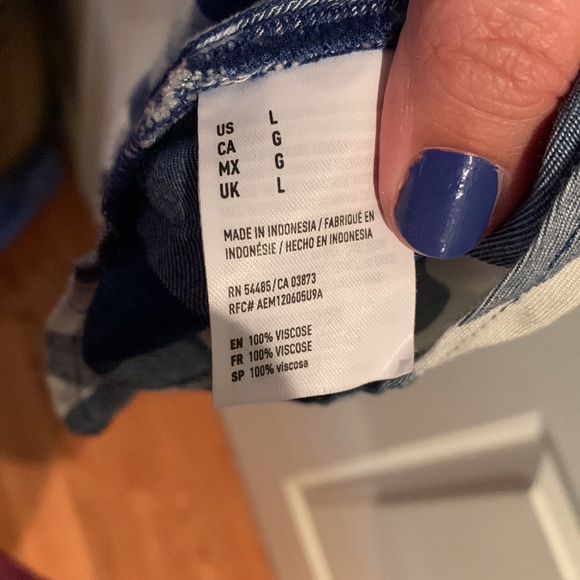 US L
CA G
MX G
UK L
MADE IN INDONESIA / FABRIQUÉ EN
INDONÉSIE / HECHO EN INDONESIA
RN 54485 / CA 03873
RFC# AEM120605U9A
EN 100% VISCOSE
FR 100% VISCOSE
SP 100% viscosa